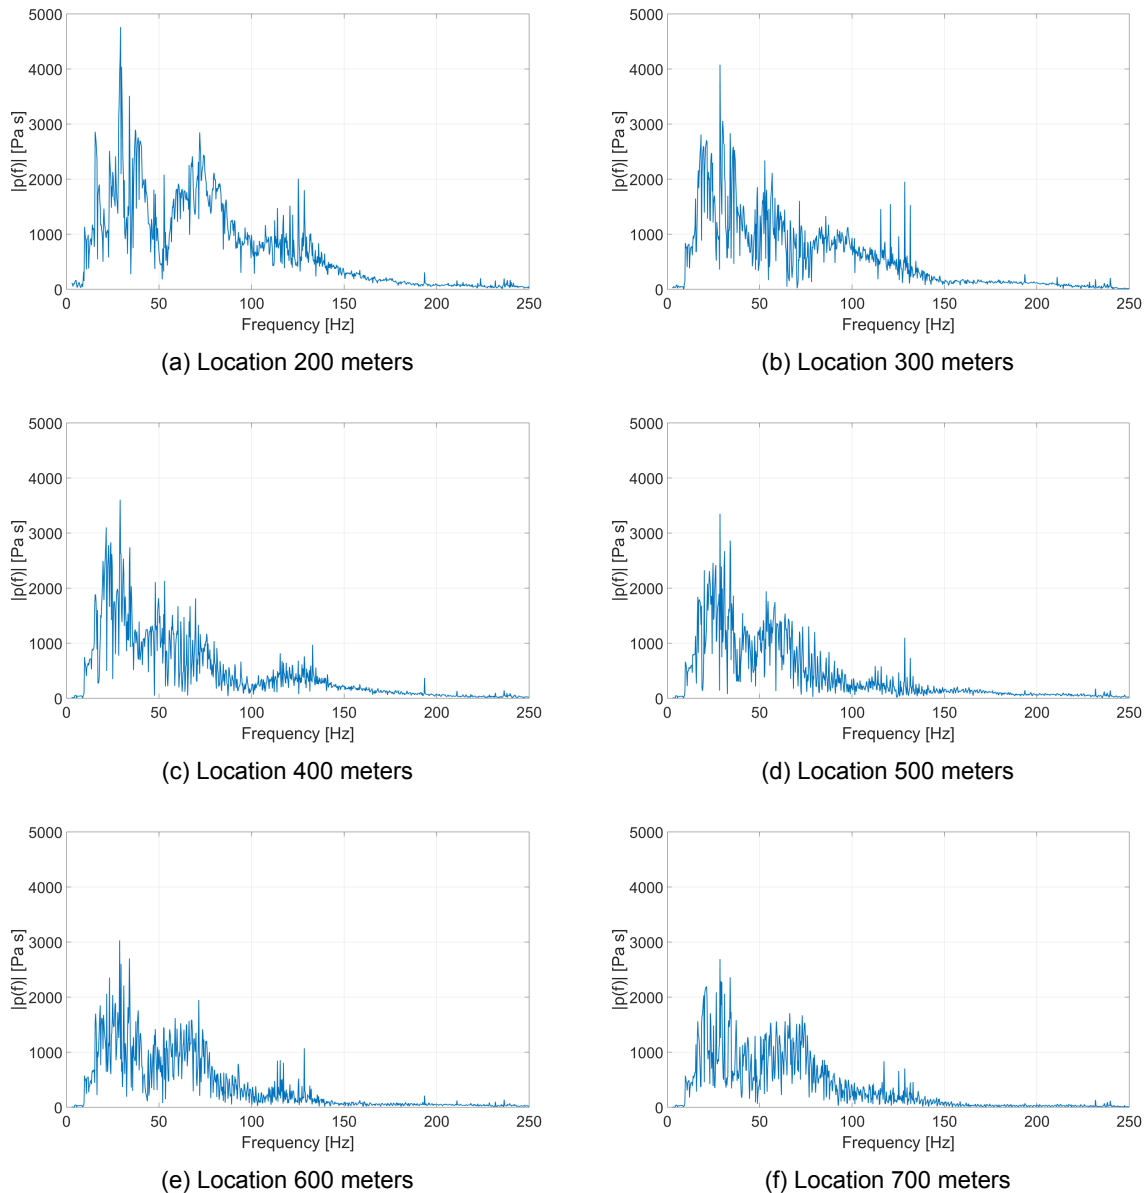 5000
4000
3000
2000
1000
0
0 50 100 150 200 250
|p(f)| [Pa s]
Frequency [Hz]
(a) Location 200 meters
5000
4000
3000
2000
1000
0
0 50 100 150 200 250
|p(f)| [Pa s]
Frequency [Hz]
(b) Location 300 meters
5000
4000
3000
2000
1000
0
0 50 100 150 200 250
|p(f)| [Pa s]
Frequency [Hz]
(c) Location 400 meters
5000
4000
3000
2000
1000
0
0 50 100 150 200 250
|p(f)| [Pa s]
Frequency [Hz]
(d) Location 500 meters
5000
4000
3000
2000
1000
0
0 50 100 150 200 250
|p(f)| [Pa s]
Frequency [Hz]
(e) Location 600 meters
5000
4000
3000
2000
1000
0
0 50 100 150 200 250
|p(f)| [Pa s]
Frequency [Hz]
(f) Location 700 meters